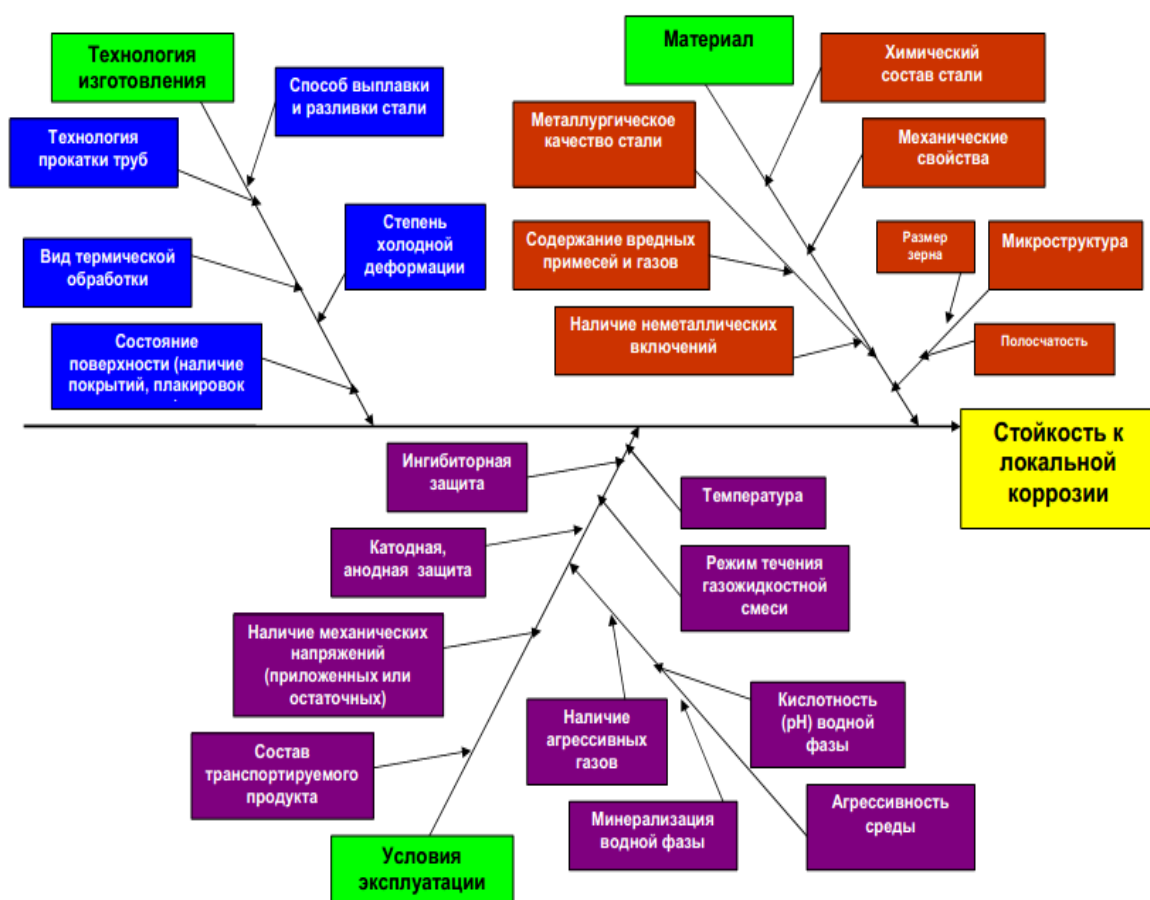 Технология
изготовления
Способ выплавки
и разливки стали
Технология
прокатки труб
Степень
холодной
деформации
Вид термической
обработки
Состояние
поверхности (наличие
покрытий, плакировок
Материал
Химический
состав стали
Металлургическое
качество стали
Механические
свойства
Содержание вредных
примесей и газов
Размер
зерна
Микроструктура
Наличие неметаллических
включений
Полосчатость
Стойкость к
локальной
коррозии
Ингибиторная
защита
Температура
Катодная,
анодная защита
Режим течения
газожидкостной
смеси
Наличие механических
напряжений
(приложенных или
остаточных)
Наличие
агрессивных
газов
Кислотность
(pH) водной
фазы
Состав
транспортируемого
продукта
Минерализация
водной фазы
Агрессивность
среды
Условия
эксплуатации